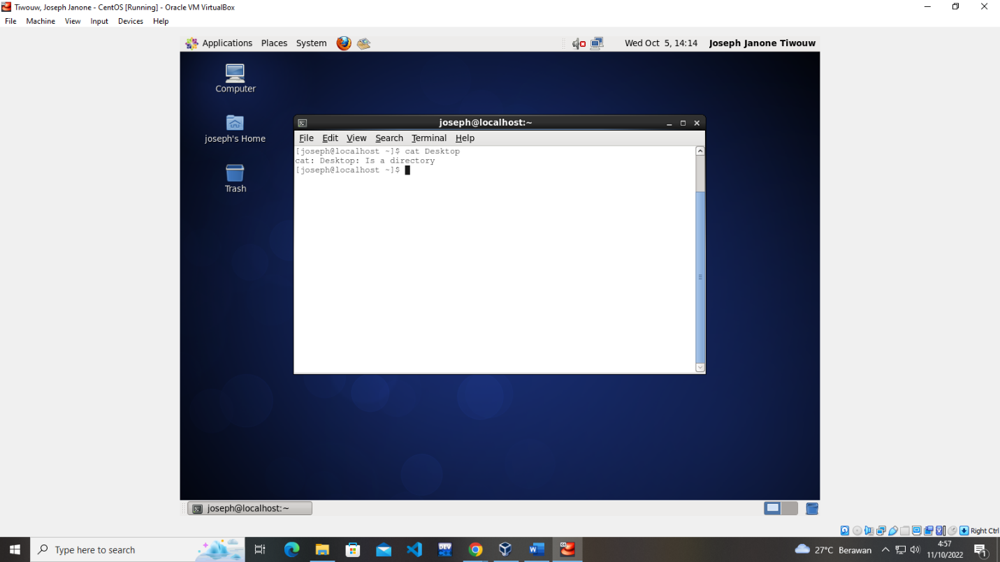 Tiwouw, Joseph Janone - CentOS [Running] - Oracle VM VirtualBox
File Machine View Input Devices Help
Applications Places System Wed Oct 5, 14:14 Joseph Janone Tiwouw
Computer
joseph's Home
Trash
joseph@localhost:~
File Edit View Search Terminal Help
[joseph@localhost ~]$ cat Desktop
cat: Desktop: Is a directory
[joseph@localhost ~]$
joseph@localhost:~
Right Ctrl
Type here to search
DEV
27°C Berawan
4:57
11/10/2022
1